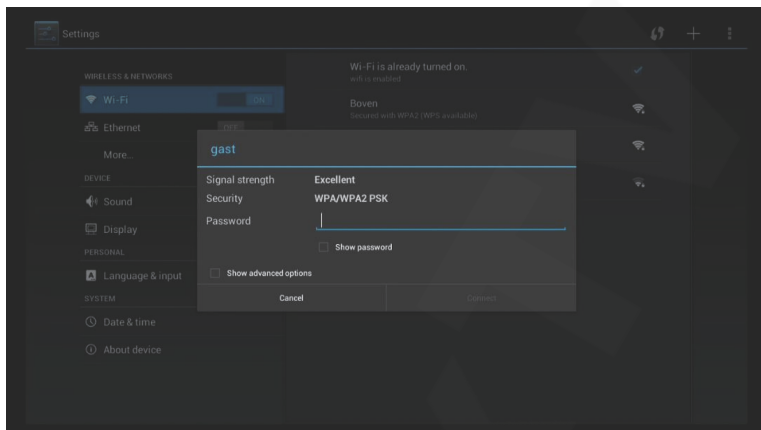 Settings
WIRELESS & NETWORKS
Wi-Fi
ON
Ethernet
OFF
More...
DEVICE
Sound
Display
PERSONAL
Language & input
SYSTEM
Date & time
About device
Wi-Fi is already turned on.
wifi is enabled
Boven
Secured with WPA2 (WPS available)
gast
Signal strength Excellent
Security WPA/WPA2 PSK
Password
Show password
Show advanced options
Cancel Connect